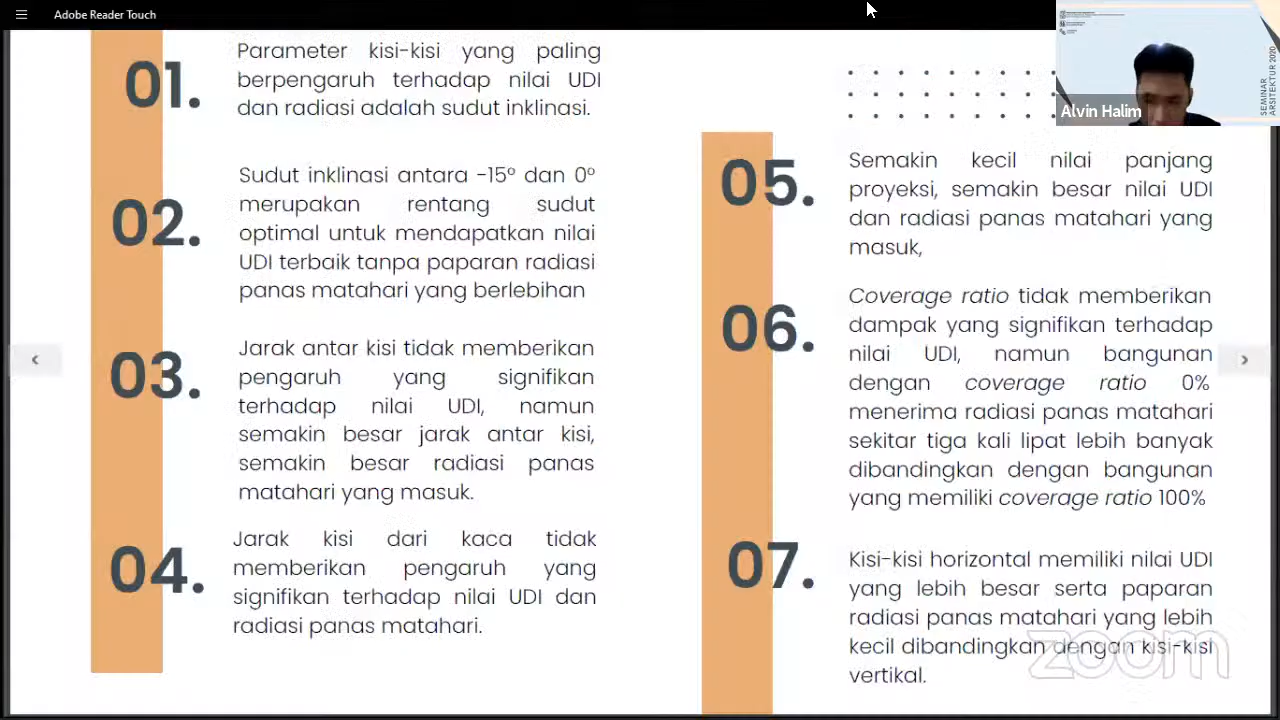 Adobe Reader Touch
01.
Parameter kisi-kisi yang paling
berpengaruh terhadap nilai UDI
dan radiasi adalah sudut inklinasi.
02.
Sudut inklinasi antara -15° dan 0°
merupakan rentang sudut
optimal untuk mendapatkan nilai
UDI terbaik tanpa paparan radiasi
panas matahari yang berlebihan
03.
Jarak antar kisi tidak memberikan
pengaruh yang signifikan
terhadap nilai UDI, namun
semakin besar jarak antar kisi,
semakin besar radiasi panas
matahari yang masuk.
04.
Jarak kisi dari kaca tidak
memberikan pengaruh yang
signifikan terhadap nilai UDI dan
radiasi panas matahari.
05.
Semakin kecil nilai panjang
proyeksi, semakin besar nilai UDI
dan radiasi panas matahari yang
masuk,
06.
Coverage ratio tidak memberikan
dampak yang signifikan terhadap
nilai UDI, namun bangunan
dengan coverage ratio 0%
menerima radiasi panas matahari
sekitar tiga kali lipat lebih banyak
dibandingkan dengan bangunan
yang memiliki coverage ratio 100%
07.
Kisi-kisi horizontal memiliki nilai UDI
yang lebih besar serta paparan
radiasi panas matahari yang lebih
kecil dibandingkan dengan kisi-kisi
vertikal.
Alvin Halim
SEMINAR
ARSITEKTUR 2020
zoom